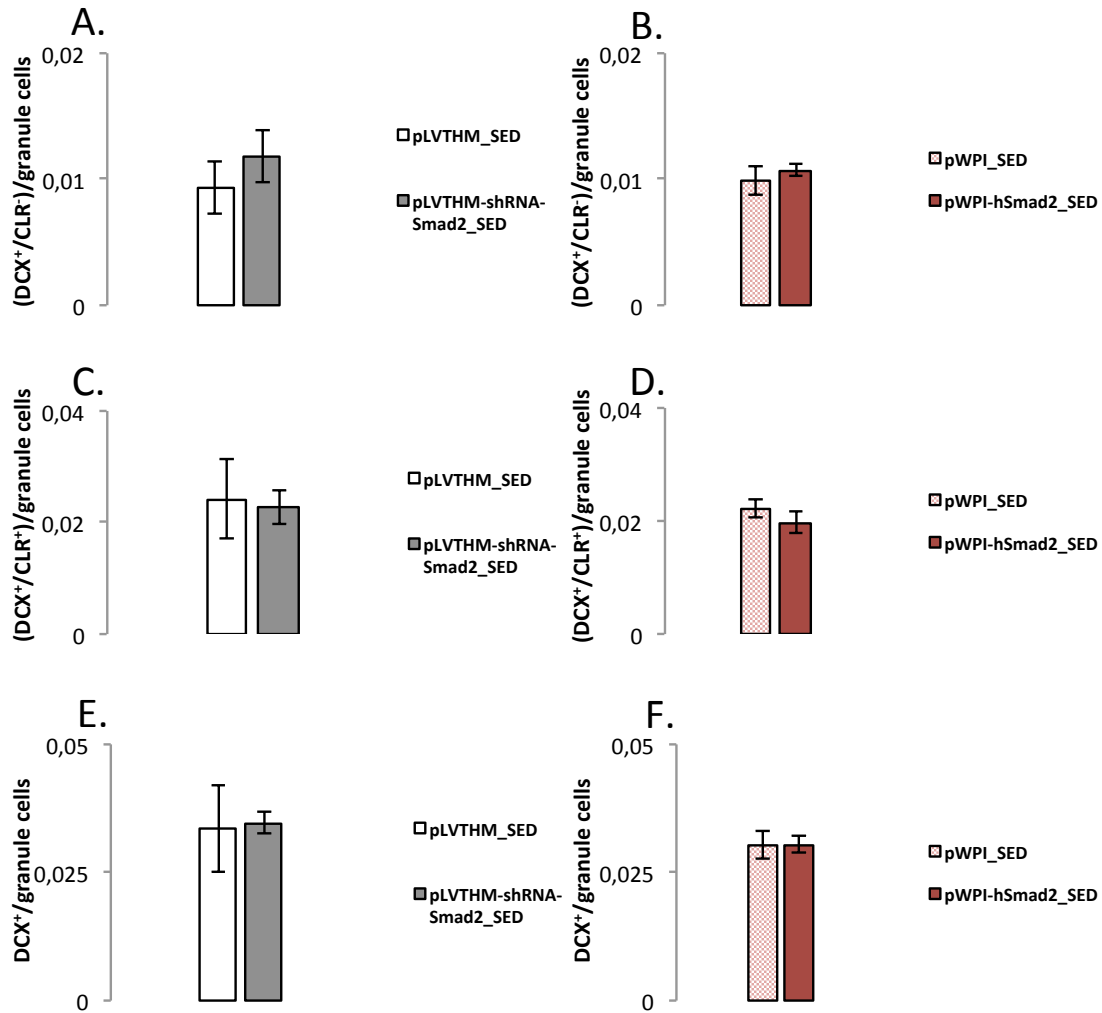 A.
0,02
0,01
0
(DCX⁺/CLR⁻)/granule cells
pLVTHM_SED
pLVTHM-shRNA-
Smad2_SED
B.
0,02
0,01
0
(DCX⁺/CLR⁻)/granule cells
pWPI_SED
pWPI-hSmad2_SED
C.
0,04
0,02
0
(DCX⁺/CLR⁺)/granule cells
pLVTHM_SED
pLVTHM-shRNA-
Smad2_SED
D.
0,04
0,02
0
(DCX⁺/CLR⁺)/granule cells
pWPI_SED
pWPI-hSmad2_SED
E.
0,05
0,025
0
DCX⁺/granule cells
pLVTHM_SED
pLVTHM-shRNA-
Smad2_SED
F.
0,05
0,025
0
DCX⁺/granule cells
pWPI_SED
pWPI-hSmad2_SED